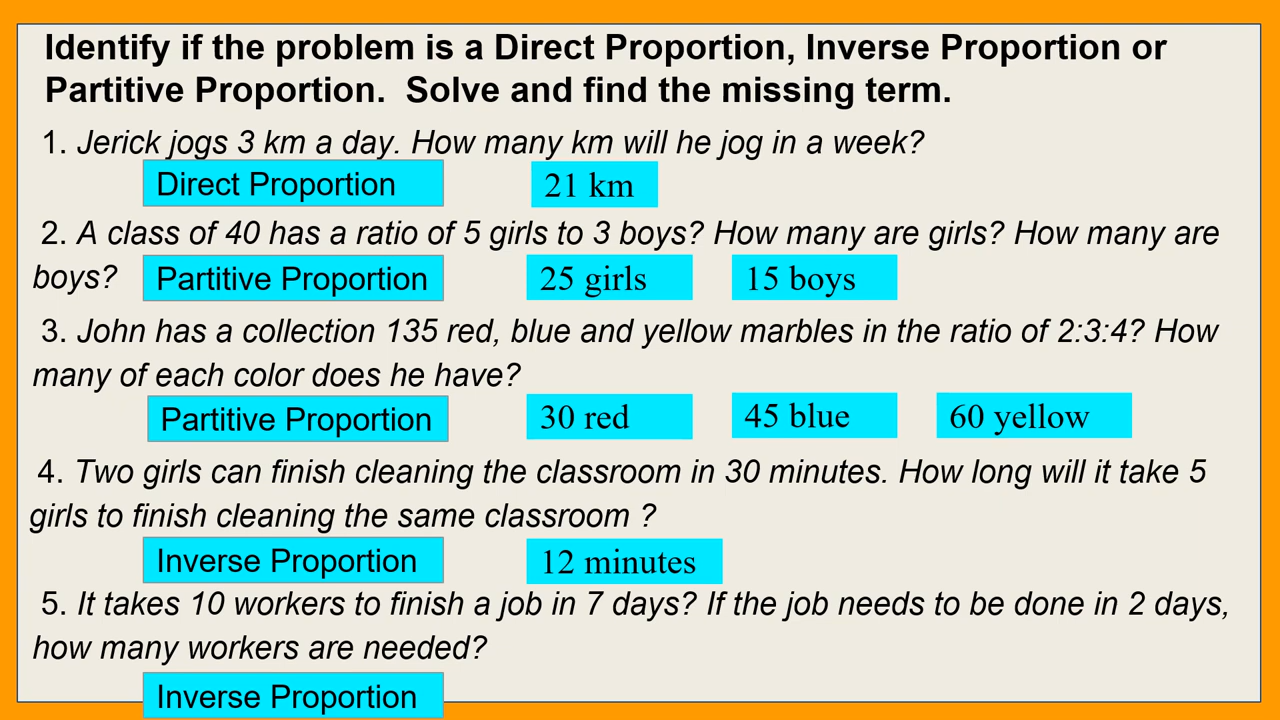 Identify if the problem is a Direct Proportion, Inverse Proportion or
Partitive Proportion.  Solve and find the missing term.
1. Jerick jogs 3 km a day. How many km will he jog in a week?
Direct Proportion 21 km
2. A class of 40 has a ratio of 5 girls to 3 boys? How many are girls? How many are
boys? Partitive Proportion 25 girls 15 boys
3. John has a collection 135 red, blue and yellow marbles in the ratio of 2:3:4? How
many of each color does he have?
Partitive Proportion 30 red 45 blue 60 yellow
4. Two girls can finish cleaning the classroom in 30 minutes. How long will it take 5
girls to finish cleaning the same classroom ?
Inverse Proportion 12 minutes
5. It takes 10 workers to finish a job in 7 days? If the job needs to be done in 2 days,
how many workers are needed?
Inverse Proportion